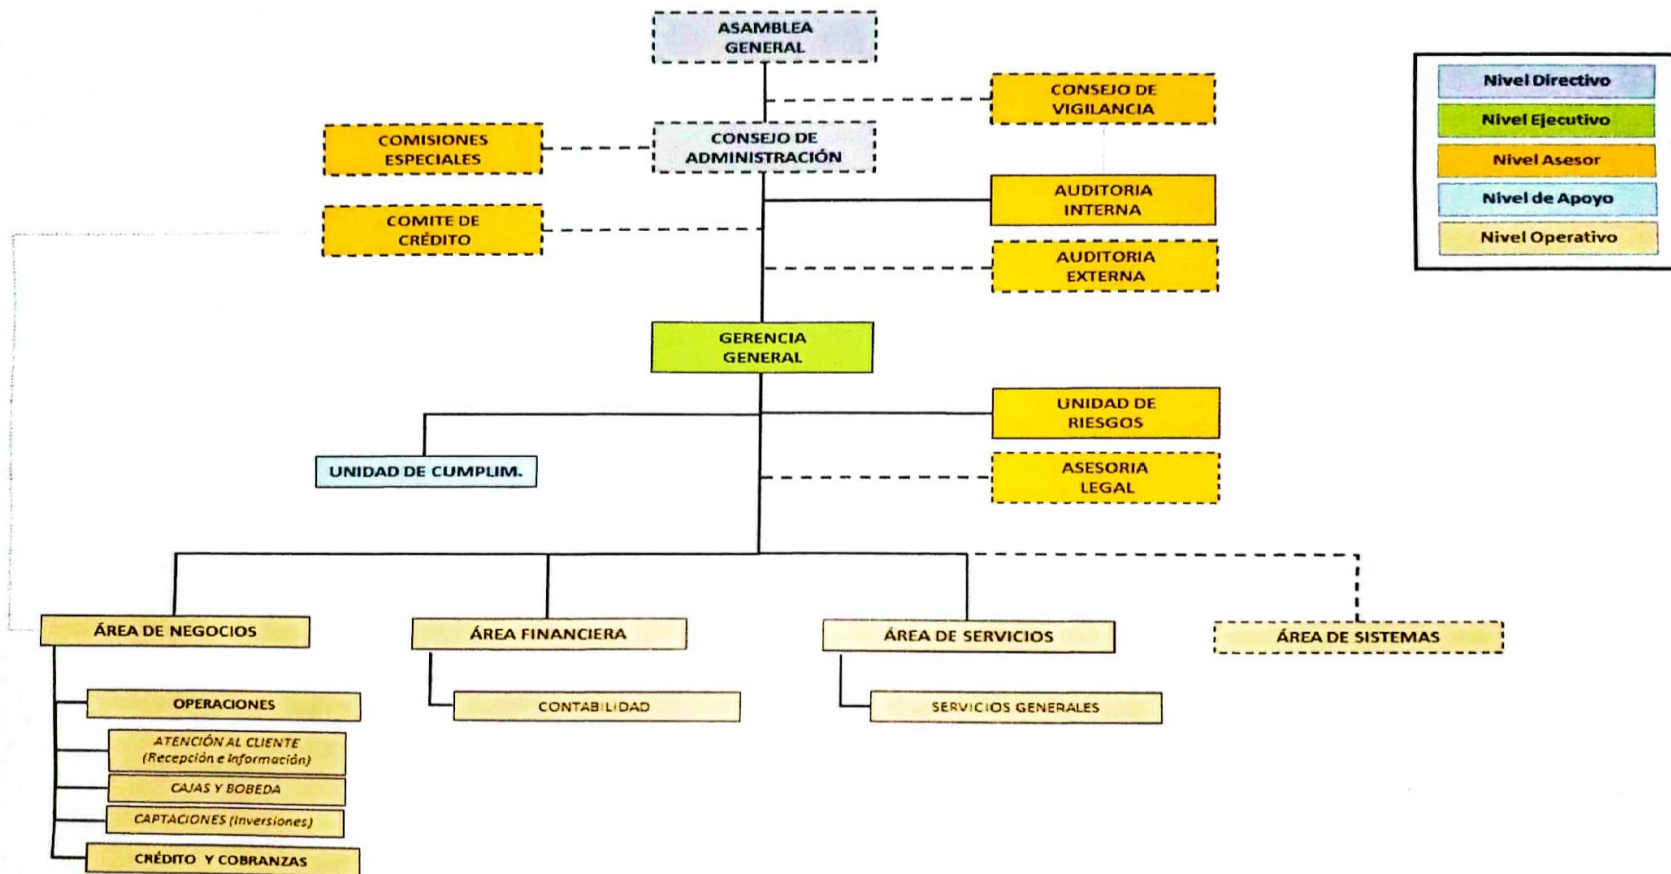 ASAMBLEA
GENERAL
CONSEJO DE
VIGILANCIA
COMISIONES
ESPECIALES
CONSEJO DE
ADMINISTRACIÓN
AUDITORIA
INTERNA
COMITE DE
CRÉDITO
AUDITORIA
EXTERNA
GERENCIA
GENERAL
UNIDAD DE
RIESGOS
UNIDAD DE CUMPLIM.
ASESORIA
LEGAL
ÁREA DE NEGOCIOS
ÁREA FINANCIERA
ÁREA DE SERVICIOS
ÁREA DE SISTEMAS
OPERACIONES
ATENCIÓN AL CLIENTE
(Recepción e Información)
CAJAS Y BOBEDA
CAPTACIONES (Inversiones)
CRÉDITO Y COBRANZAS
CONTABILIDAD
SERVICIOS GENERALES
Nivel Directivo
Nivel Ejecutivo
Nivel Asesor
Nivel de Apoyo
Nivel Operativo